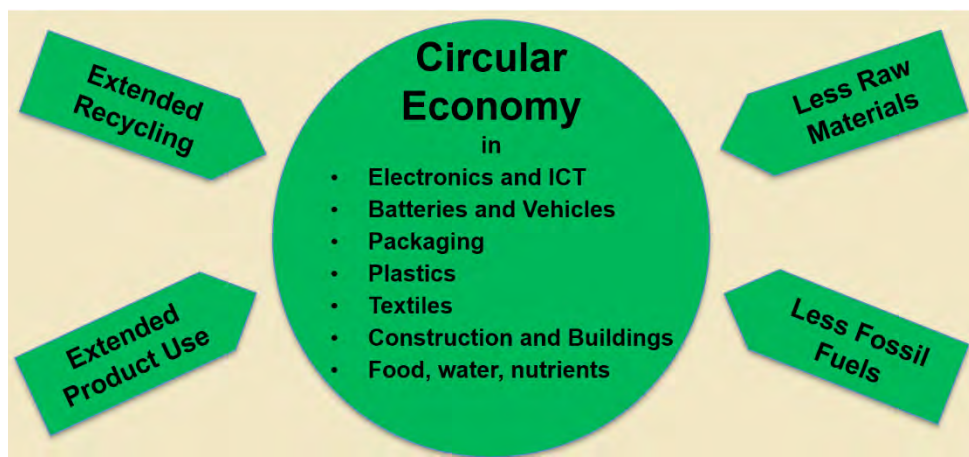 Extended
Recycling
Extended
Product Use
Circular
Economy
in
• Electronics and ICT
• Batteries and Vehicles
• Packaging
• Plastics
• Textiles
• Construction and Buildings
• Food, water, nutrients
Less Raw
Materials
Less Fossil
Fuels